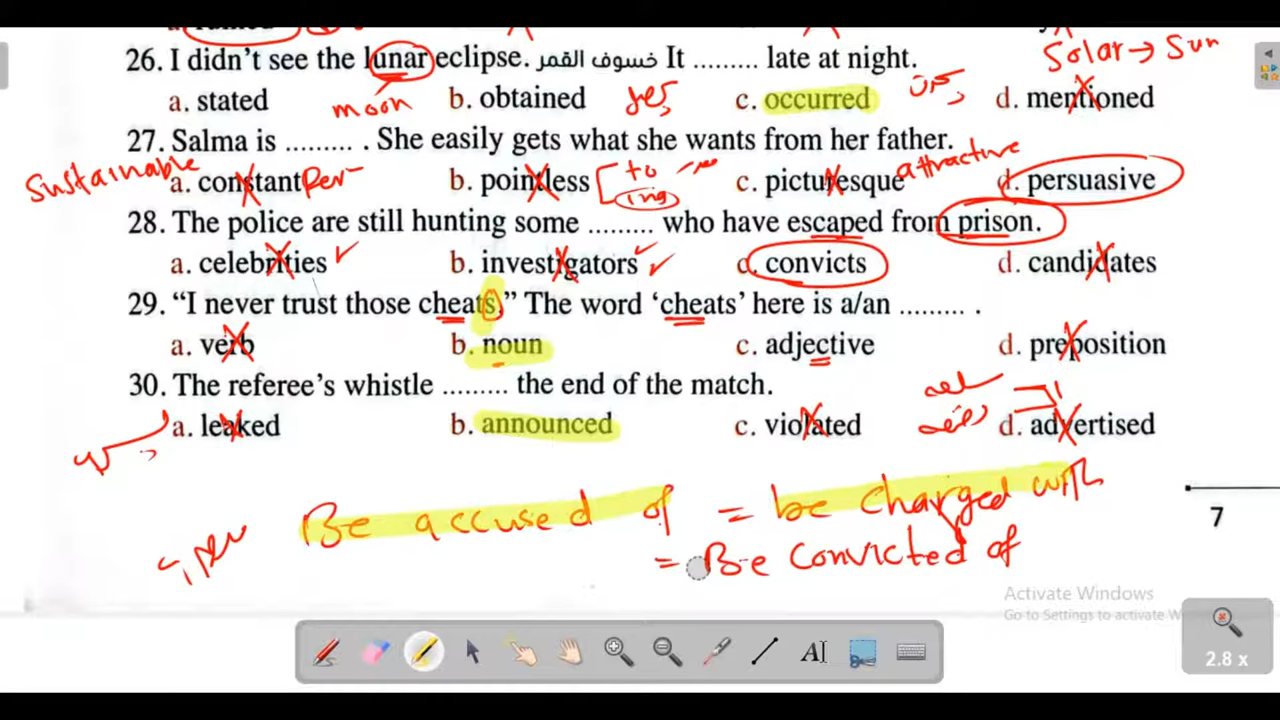 26. I didn't see the lunar eclipse. خسوف القمر It ......... late at night.
Solar → Sun
a. stated b. obtained c. occurred d. mentioned
moon
27. Salma is ......... . She easily gets what she wants from her father.
Sustainable
attractive
a. constant b. pointless c. picturesque d. persuasive
Per
to
ing
28. The police are still hunting some ......... who have escaped from prison.
a. celebrities b. investigators c. convicts d. candidates
29. “I never trust those cheats.” The word ‘cheats’ here is a/an ......... .
a. verb b. noun c. adjective d. preposition
30. The referee's whistle ......... the end of the match.
a. leaked b. announced c. violated d. advertised
Be accused of = be charged with
= Be convicted of
7
Activate Windows
Go to Settings to activate W
AI
2.8 x